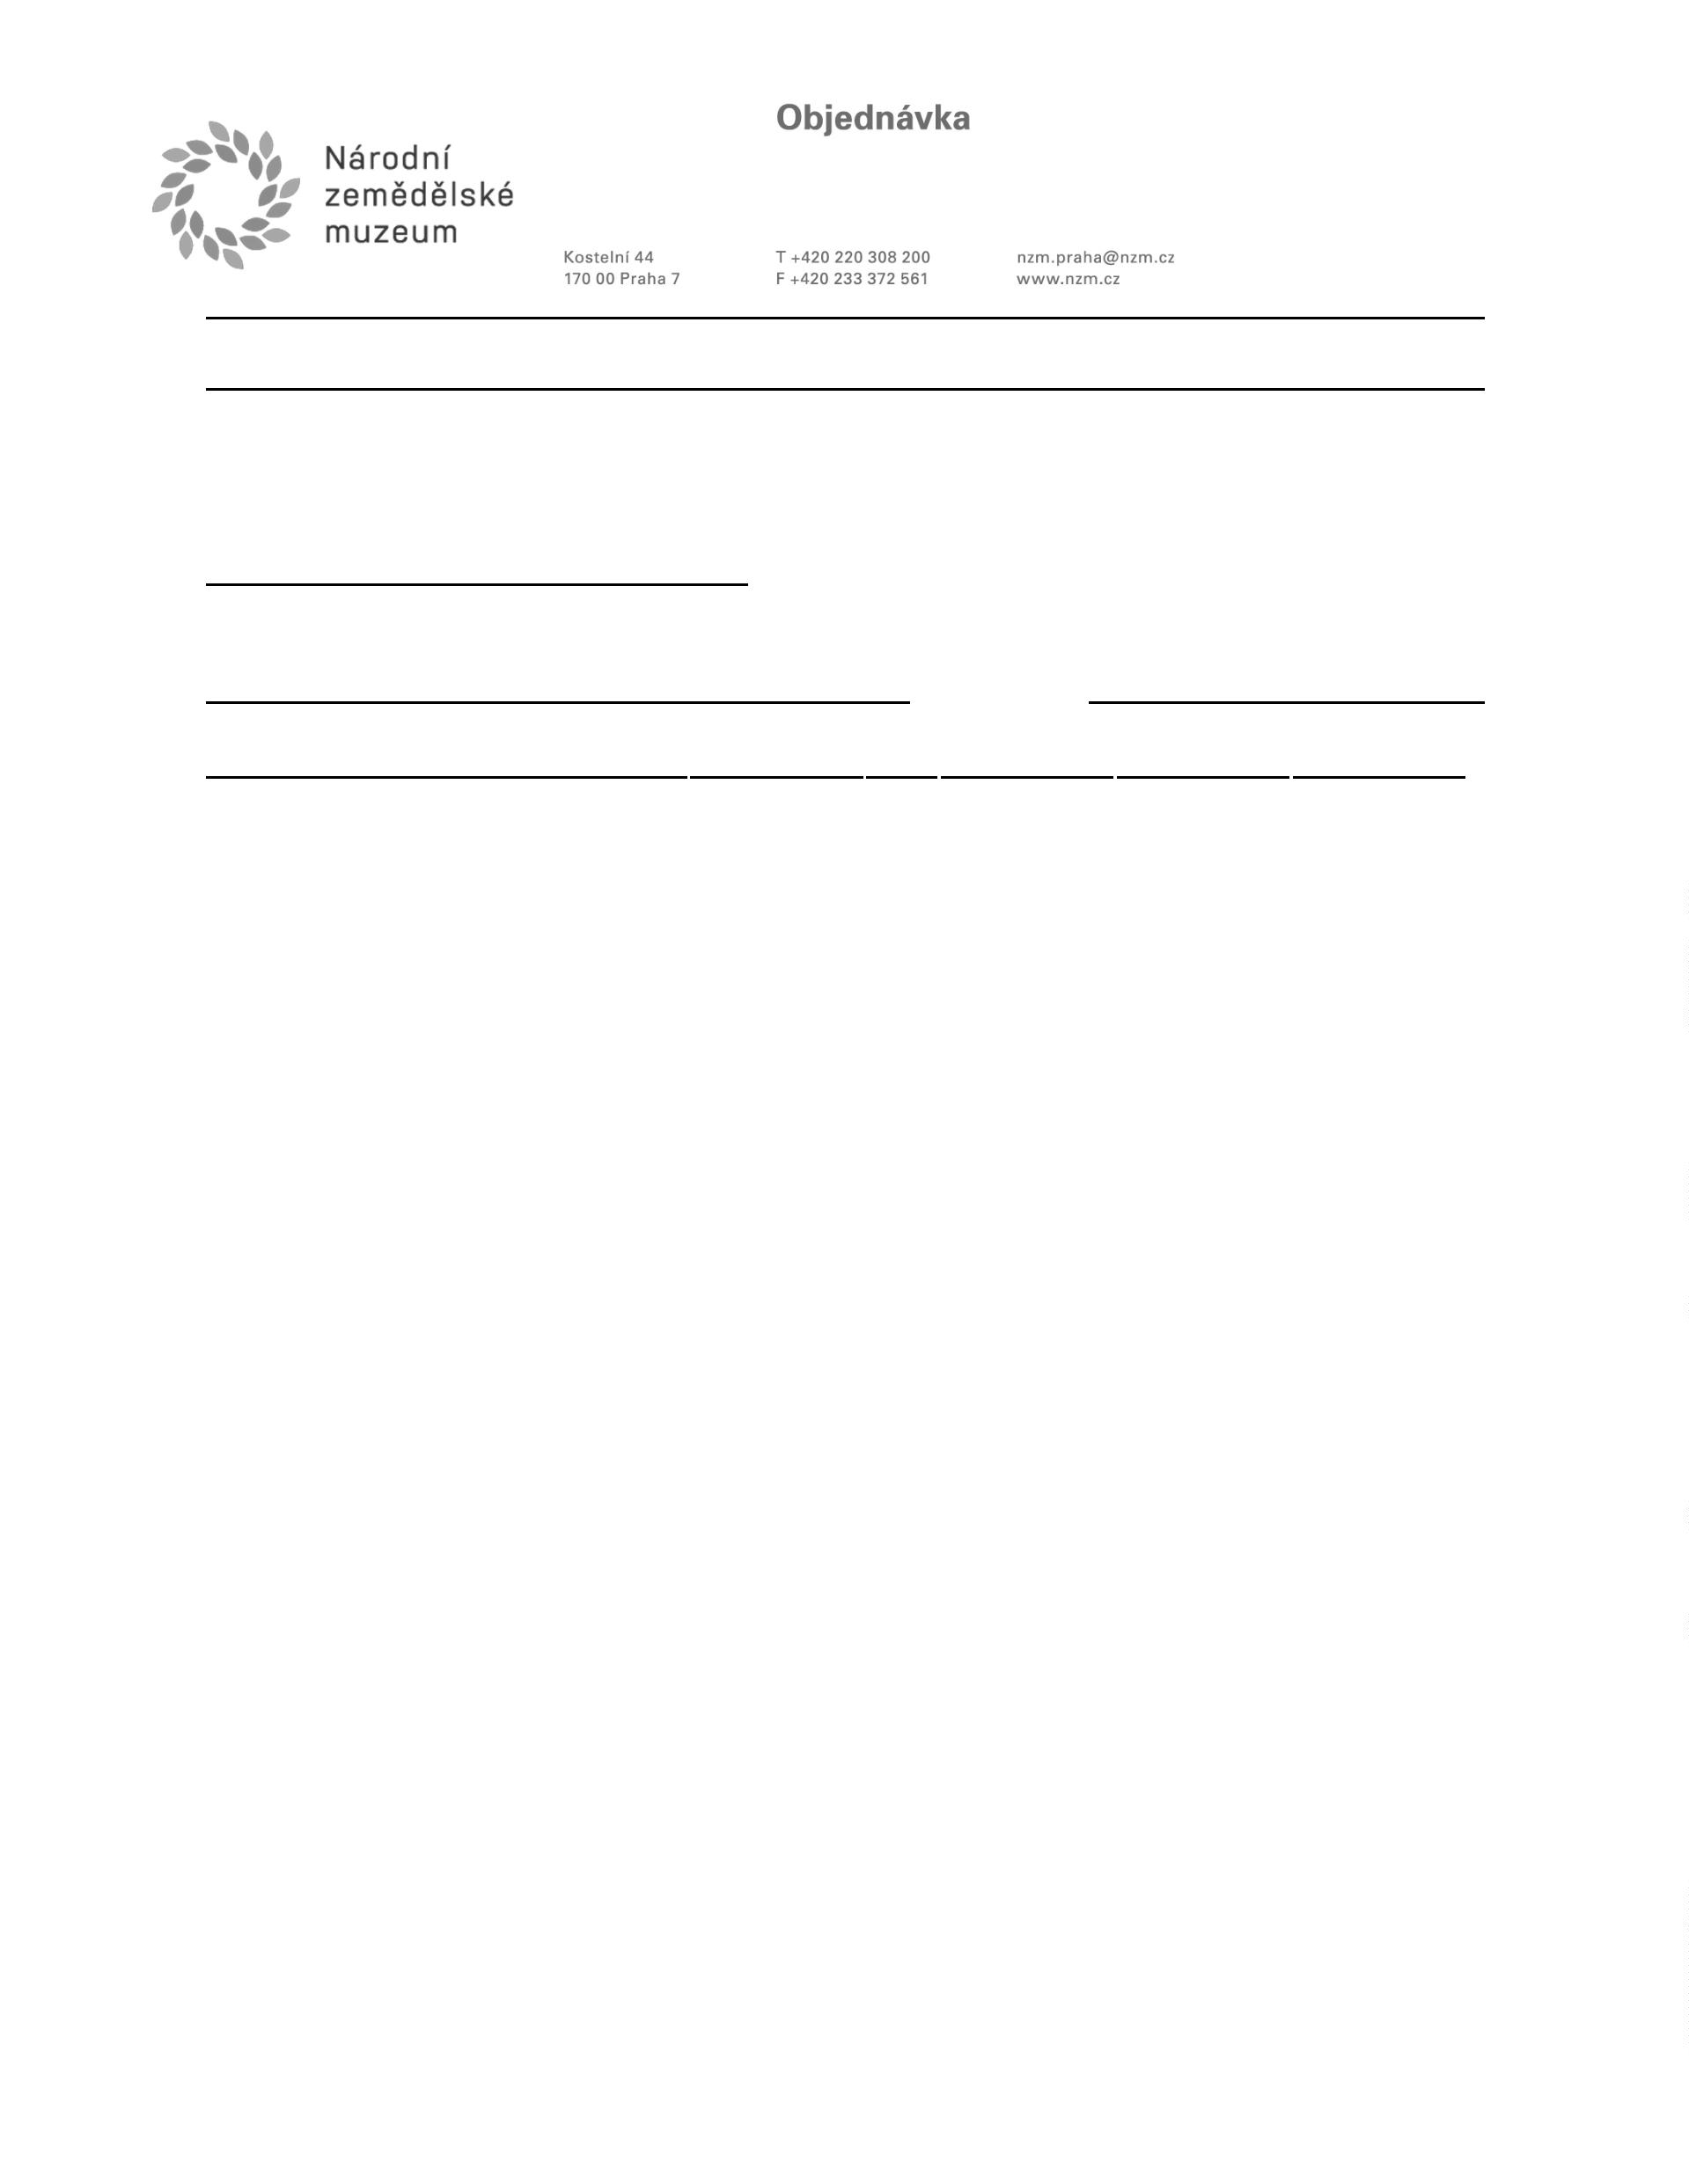 Objednávka
Národní
zemědělské
muzeum
Kostelní 44 T +420 220 308 200 nzm.praha@nzm.cz
170 00 Praha 7 F +420 233 372 561 www.nzm.cz